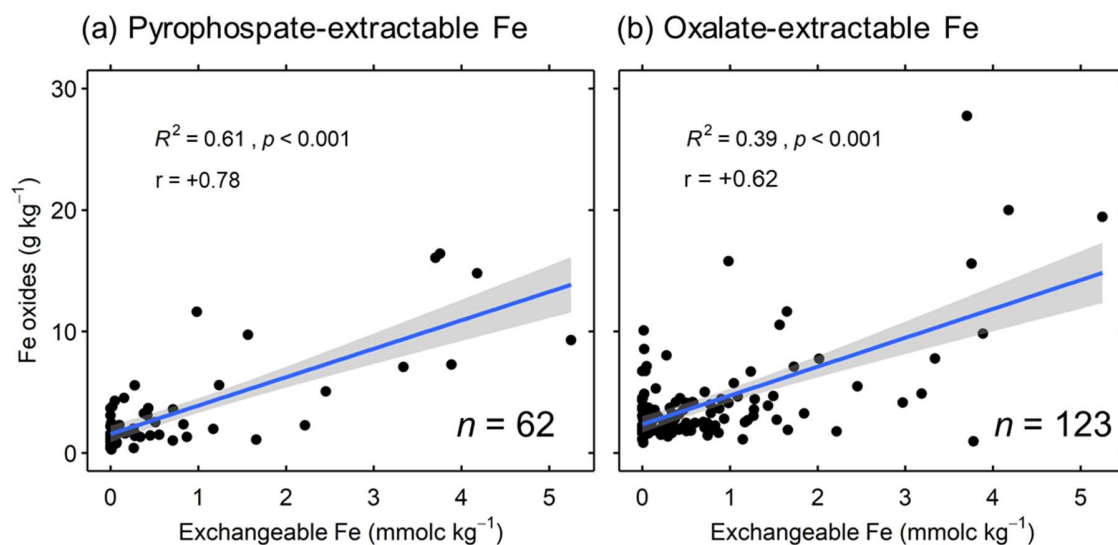 (a) Pyrophospate-extractable Fe
(b) Oxalate-extractable Fe
Fe oxides (g kg⁻¹)
30
20
10
0
R² = 0.61 , p < 0.001
r = +0.78
n = 62
0 1 2 3 4 5
Exchangeable Fe (mmolc kg⁻¹)
R² = 0.39 , p < 0.001
r = +0.62
n = 123
0 1 2 3 4 5
Exchangeable Fe (mmolc kg⁻¹)